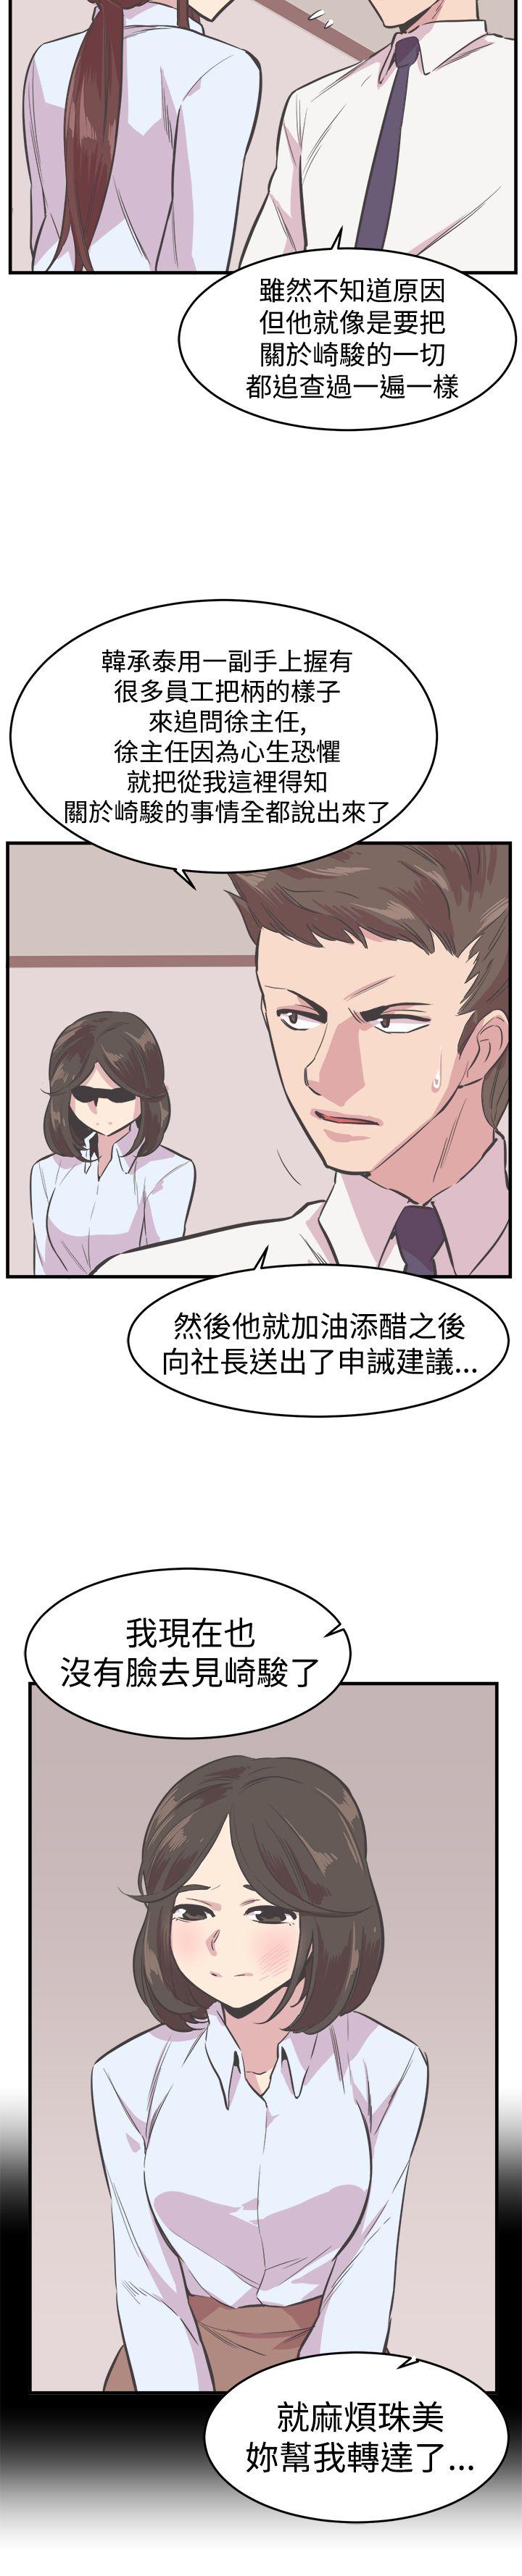 雖然不知道原因
但他就像是要把
關於崎駿的一切
都追查過一遍一樣
韓承泰用一副手上握有
很多員工把柄的樣子
來追問徐主任,
徐主任因為心生恐懼
就把從我這裡得知
關於崎駿的事情全都說出來了
然後他就加油添醋之後
向社長送出了申誡建議...
我現在也
沒有臉去見崎駿了
就麻煩珠美
妳幫我轉達了...